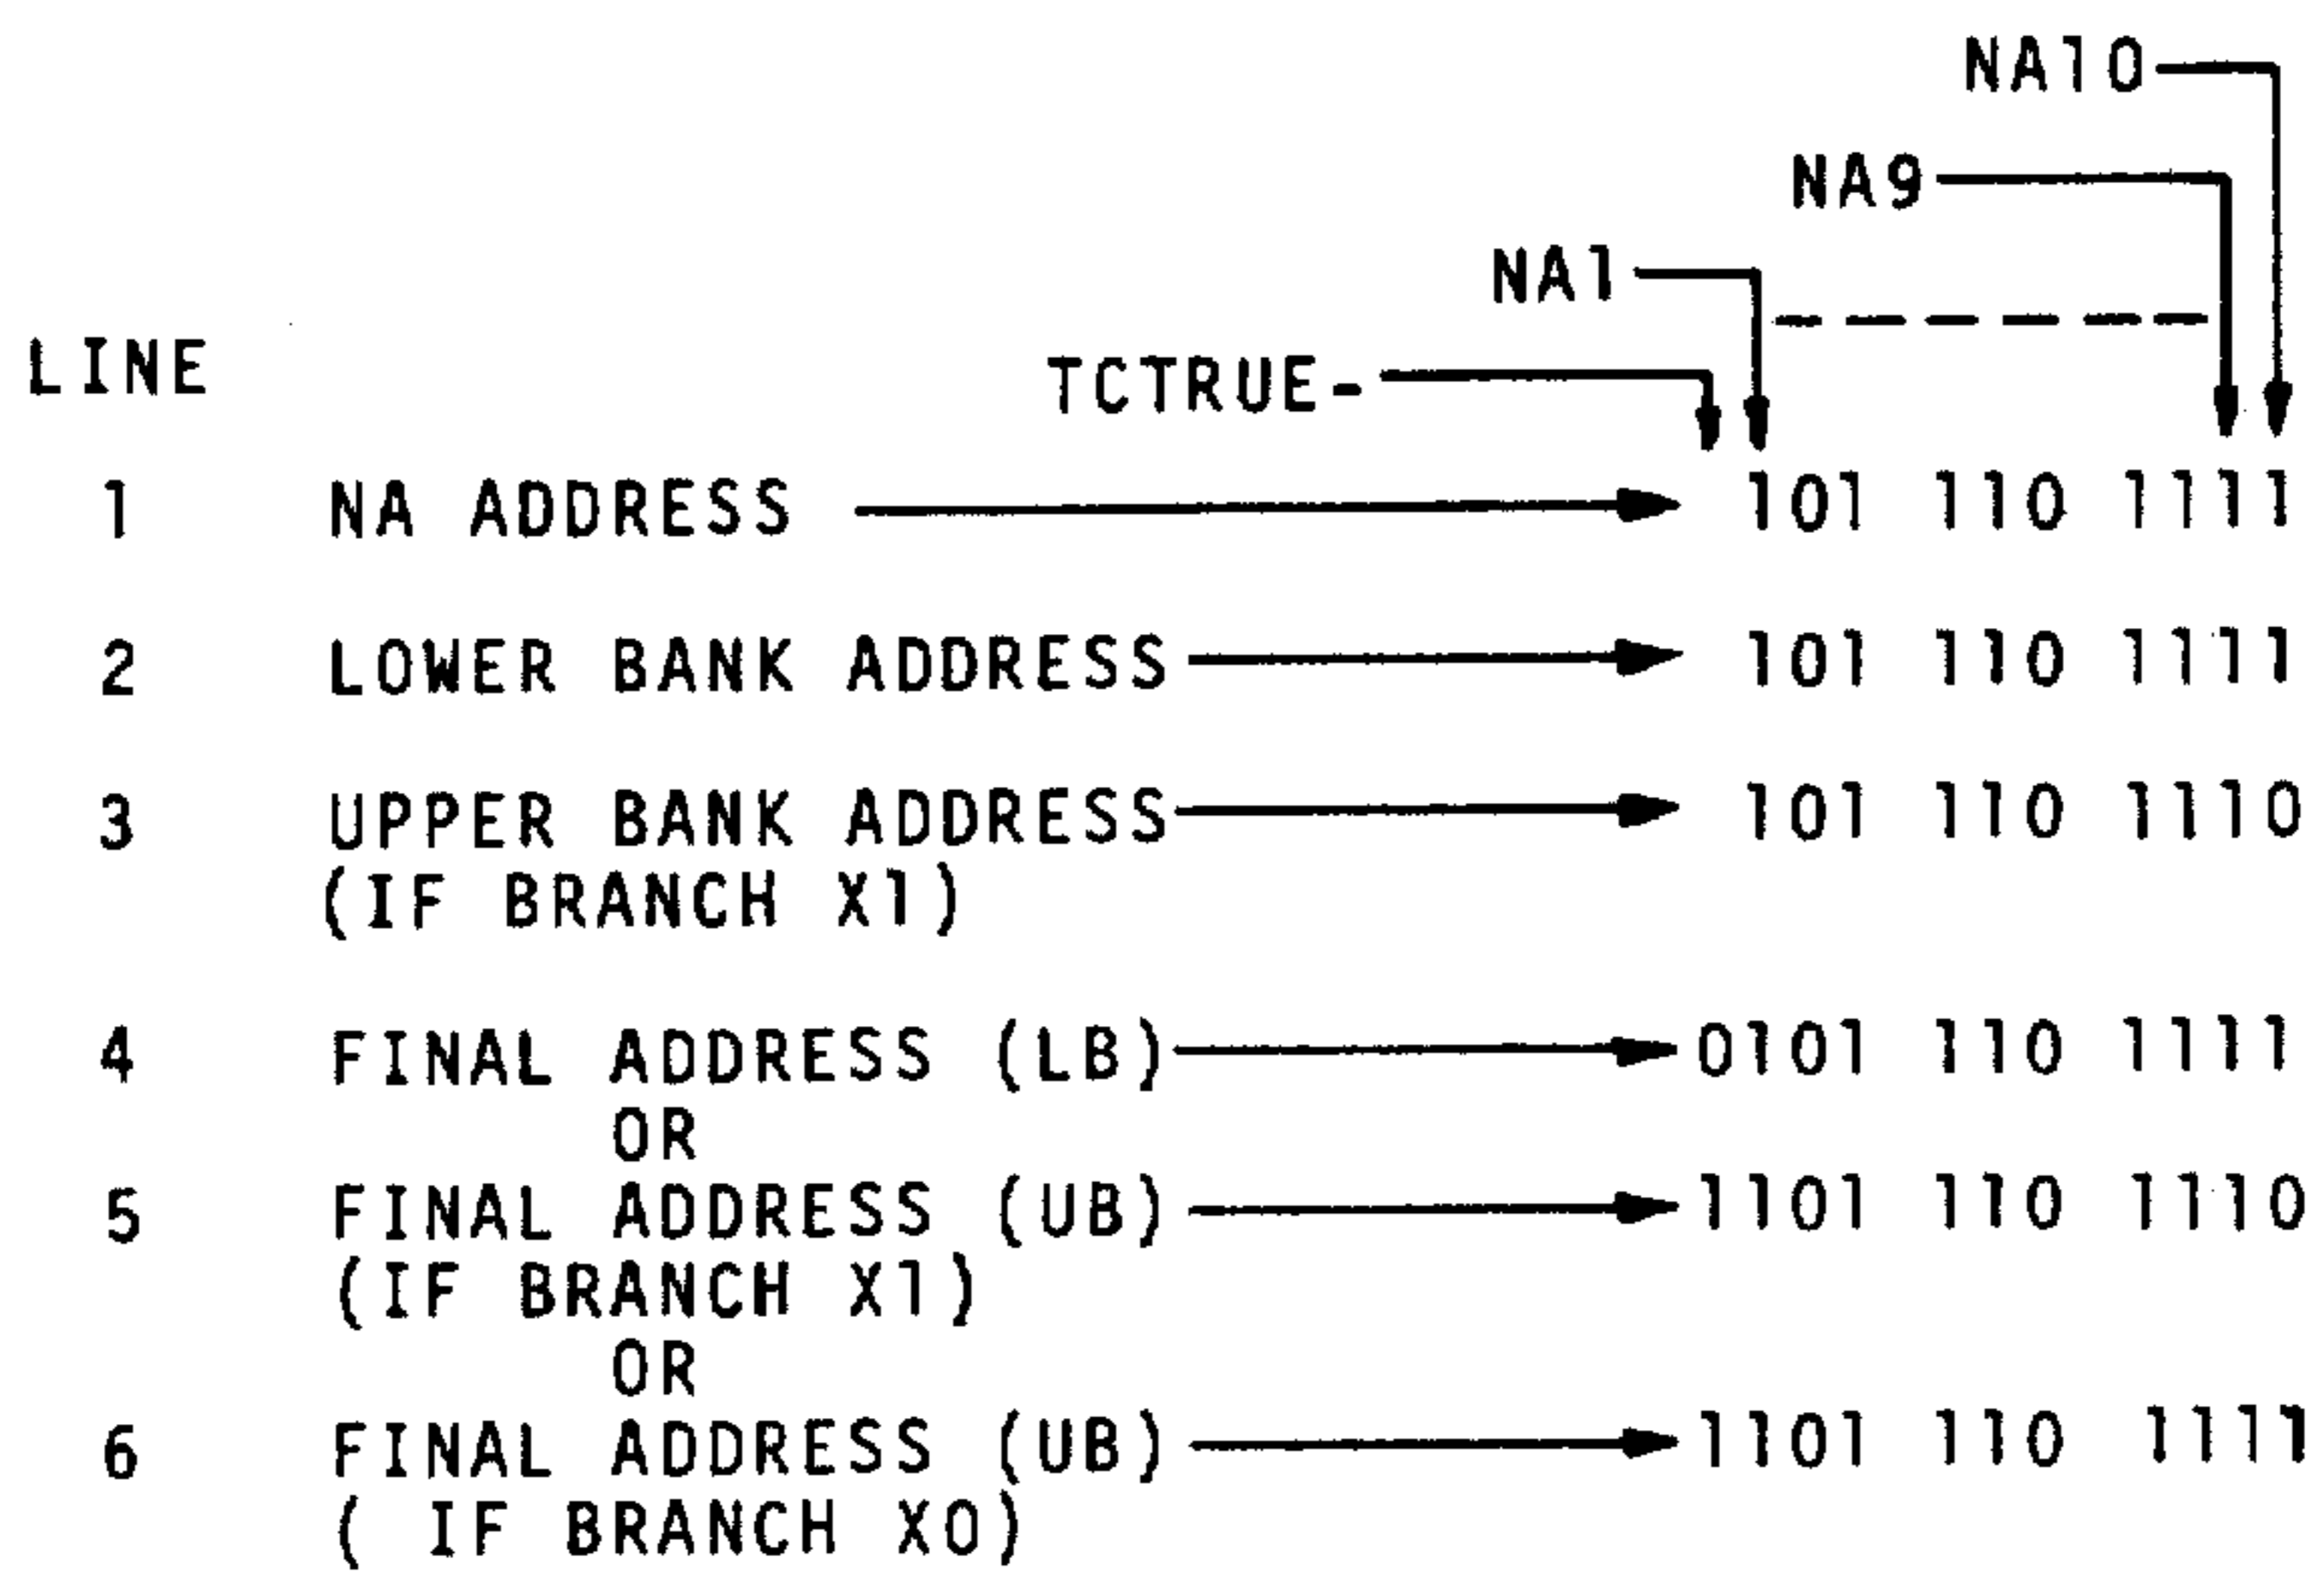 NA10
NA9
NA1
LINE TCTRUE-
1 NA ADDRESS 101 110 1111
2 LOWER BANK ADDRESS 101 110 1111
3 UPPER BANK ADDRESS 101 110 1110
(IF BRANCH X1)
4 FINAL ADDRESS (LB) 0101 110 1111
OR
5 FINAL ADDRESS (UB) 1101 110 1110
(IF BRANCH X1)
OR
6 FINAL ADDRESS (UB) 1101 110 1111
( IF BRANCH X0)